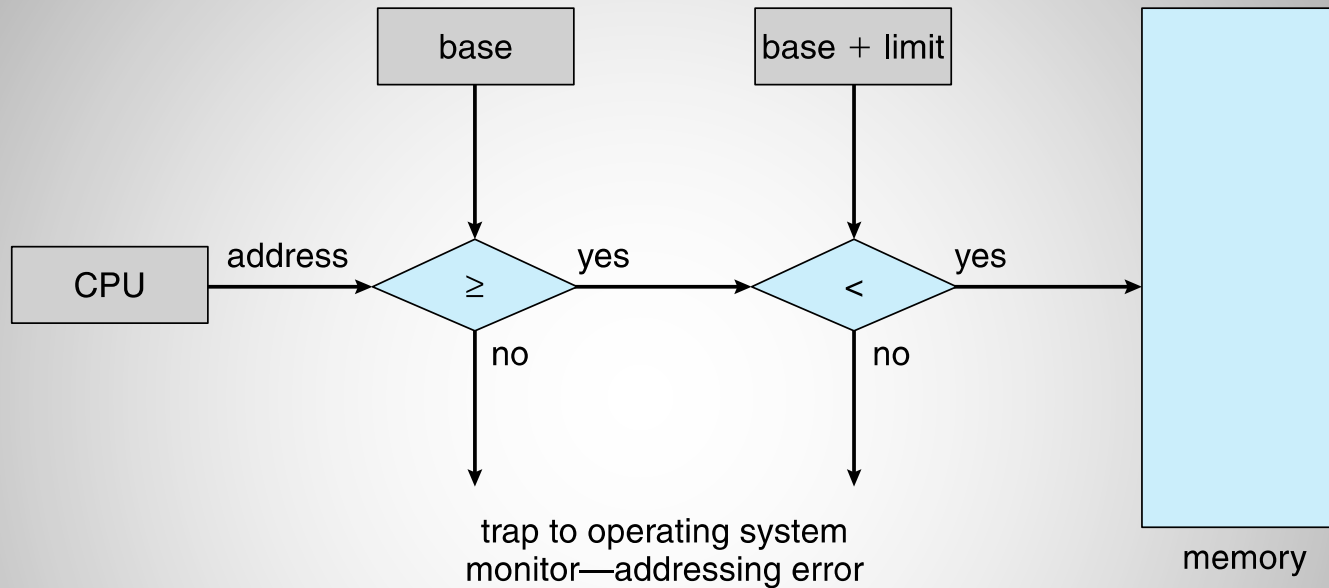 base
base + limit
CPU
address
≥
yes
<
yes
no
no
trap to operating system
monitor—addressing error
memory